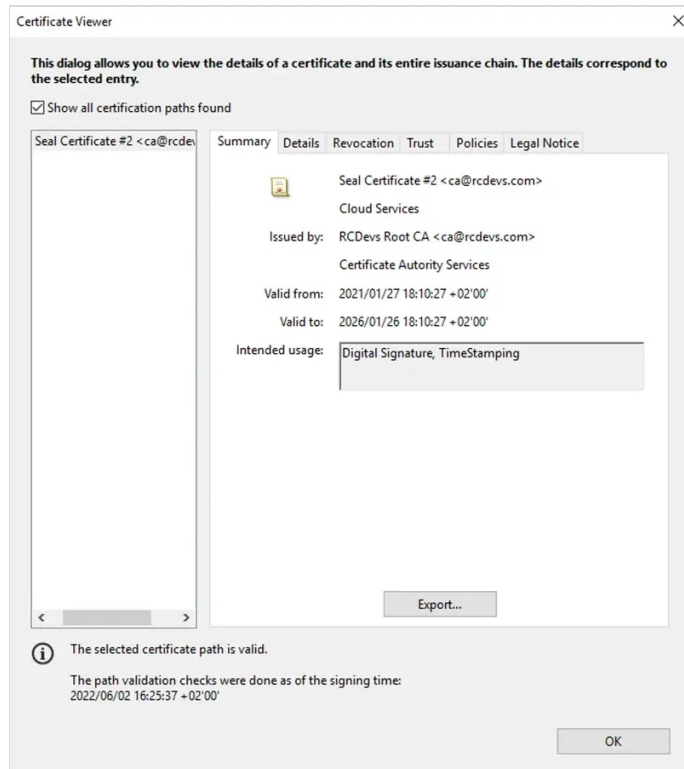 Certificate Viewer
This dialog allows you to view the details of a certificate and its entire issuance chain. The details correspond to
the selected entry.
Show all certification paths found
Seal Certificate #2 <ca@rcdev
Summary Details Revocation Trust Policies Legal Notice
Seal Certificate #2 <ca@rcdevs.com>
Cloud Services
Issued by: RCDevs Root CA <ca@rcdevs.com>
Certificate Autority Services
Valid from: 2021/01/27 18:10:27 +02'00'
Valid to: 2026/01/26 18:10:27 +02'00'
Intended usage: Digital Signature, TimeStamping
Export...
The selected certificate path is valid.
The path validation checks were done as of the signing time:
2022/06/02 16:25:37 +02'00'
OK